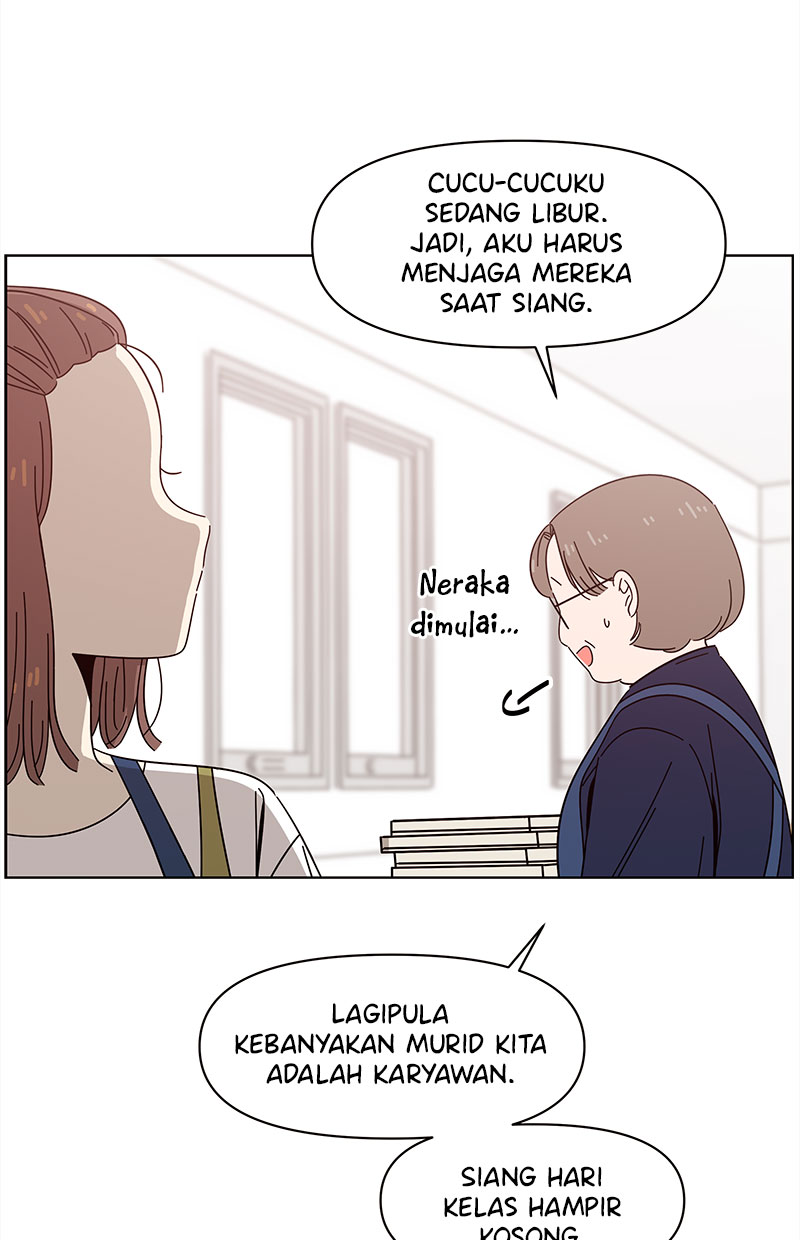 CUCU-CUCUKU
SEDANG LIBUR.
JADI, AKU HARUS
MENJAGA MEREKA
SAAT SIANG.
Neraka
dimulai...
LAGIPULA
KEBANYAKAN MURID KITA
ADALAH KARYAWAN.
SIANG HARI
KELAS HAMPIR
KOSONG